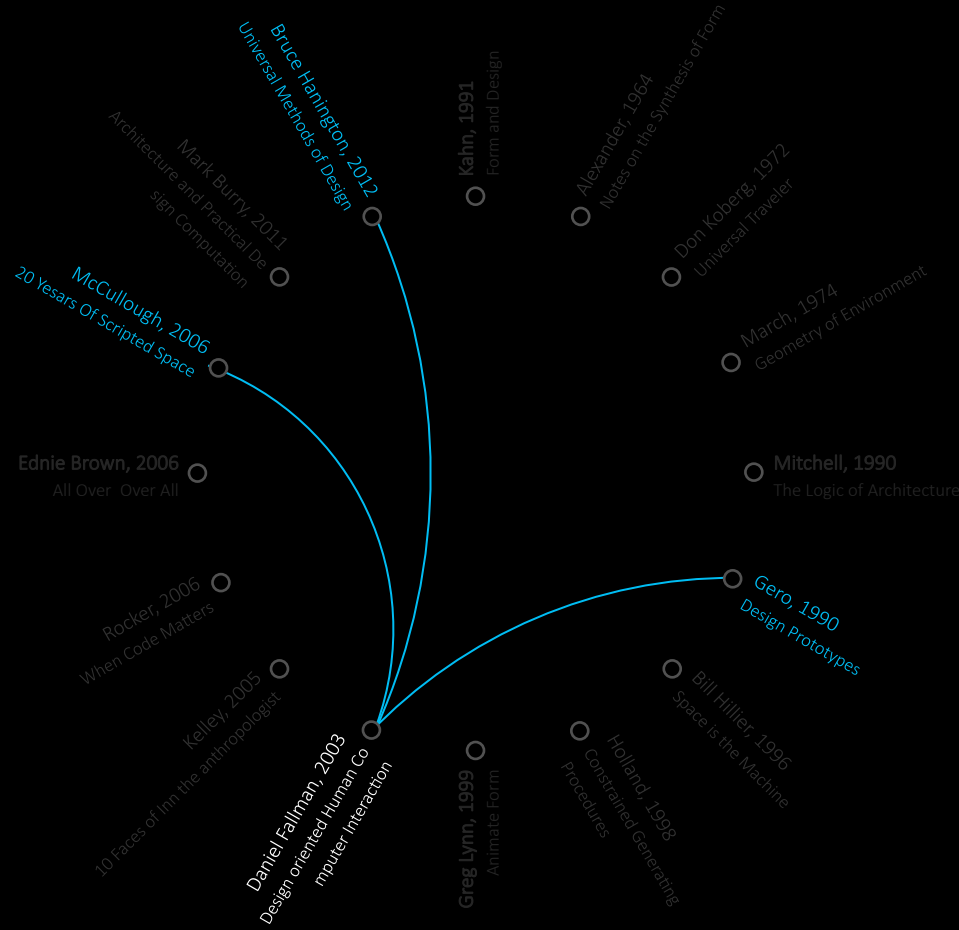 Kahn, 1991
Form and Design
Alexander, 1964
Notes on the Synthesis of Form
Don Koberg, 1972
Universal Traveler
March, 1974
Geometry of Environment
Mitchell, 1990
The Logic of Architecture
Gero, 1990
Design Prototypes
Bill Hillier, 1996
Space is the Machine
Holland, 1998
Constrained Generating
Procedures
Greg Lynn, 1999
Animate Form
Daniel Fallman, 2003
Design oriented Human Co
mputer Interaction
Kelley, 2005
10 Faces of Inn the anthropologist
Rocker, 2006
When Code Matters
Ednie Brown, 2006
All Over Over All
McCullough, 2006
20 Yesars Of Scripted Space
Mark Burry, 2011
Architecture and Practical De
sign Computation
Bruce Hanington, 2012
Universal Methods of Design